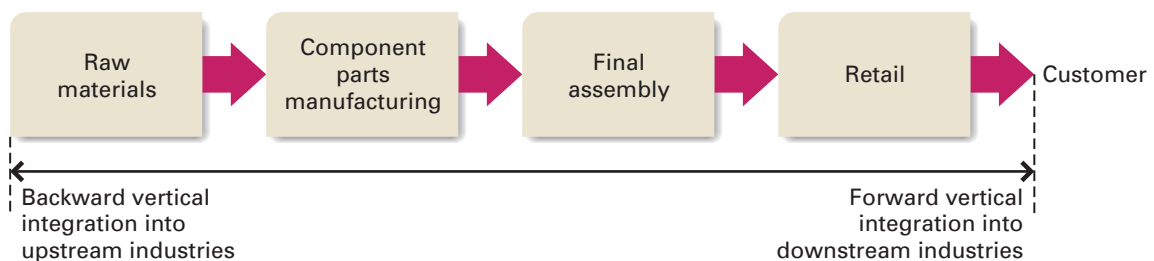 Raw
materials
Component
parts
manufacturing
Final
assembly
Retail
Customer
Backward vertical
integration into
upstream industries
Forward vertical
integration into
downstream industries